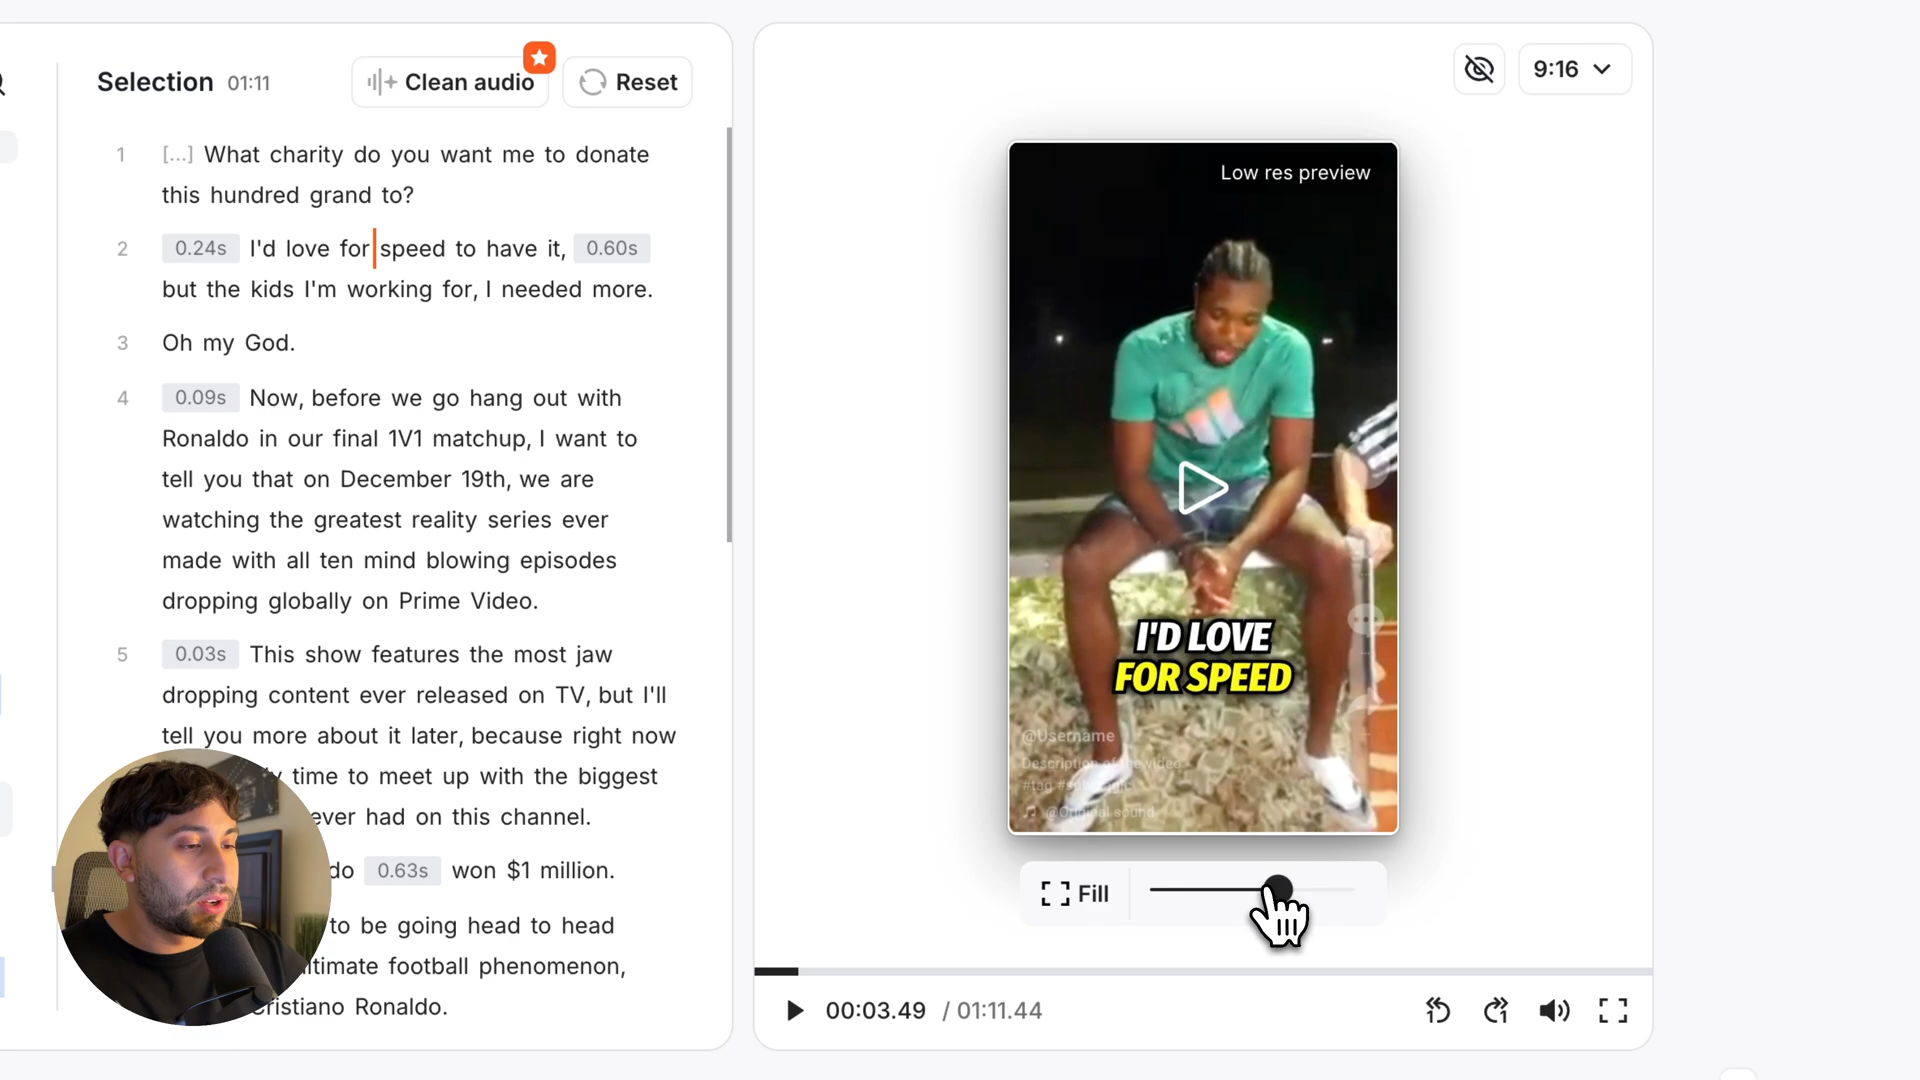 Selection 01:11
Clean audio
Reset
1 [...] What charity do you want me to donate
this hundred grand to?
2 0.24s I'd love for speed to have it, 0.60s
but the kids I'm working for, I needed more.
3 Oh my God.
4 0.09s Now, before we go hang out with
Ronaldo in our final 1V1 matchup, I want to
tell you that on December 19th, we are
watching the greatest reality series ever
made with all ten mind blowing episodes
dropping globally on Prime Video.
5 0.03s This show features the most jaw
dropping content ever released on TV, but I'll
tell you more about it later, because right now
time to meet up with the biggest
ever had on this channel.
do 0.63s won $1 million.
to be going head to head
ultimate football phenomenon,
Cristiano Ronaldo.
9:16
Low res preview
I'D LOVE
FOR SPEED
@Username
Description of the video
@Original sound
Fill
00:03.49 / 01:11.44